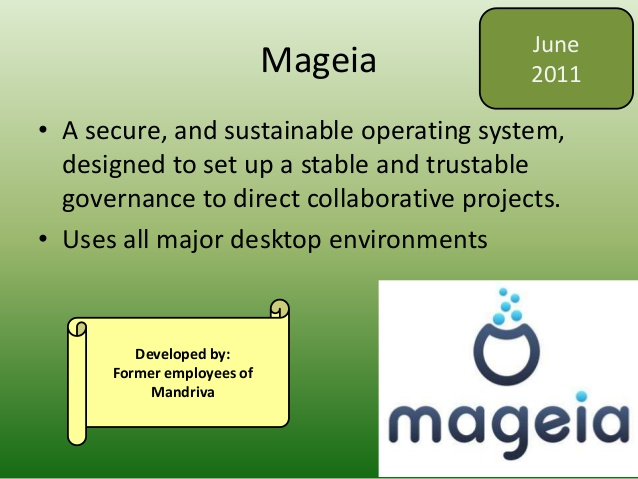 Mageia
June
2011
• A secure, and sustainable operating system,
designed to set up a stable and trustable
governance to direct collaborative projects.
• Uses all major desktop environments
Developed by:
Former employees of
Mandriva
mageia